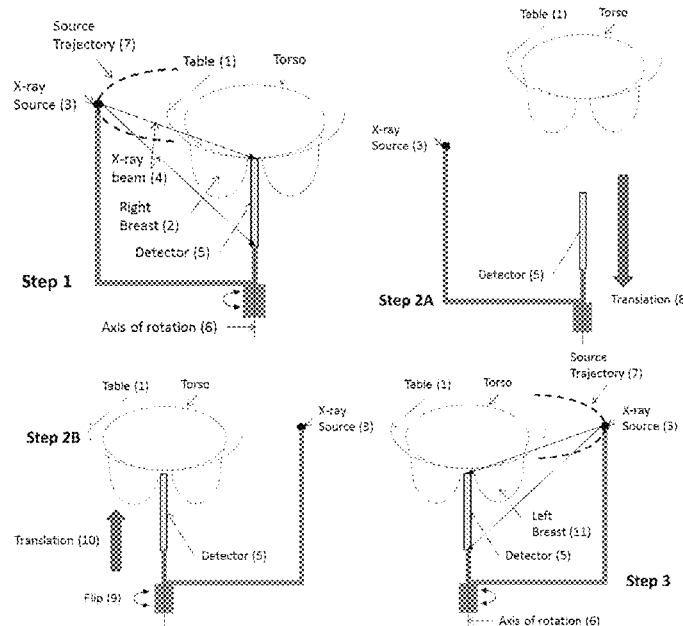 Source
Trajectory (7)
Table (1)
Torso
X-ray
Source (3)
X-ray
beam (4)
Right
Breast (2)
Detector (5)
Step 1
Axis of rotation (6)
Table (1)
Torso
X-ray
Source (3)
Detector (5)
Step 2A
Translation (8
Table (1)
Torso
Step 2B
X-ray
Source (3)
Translation (10)
Detector (5)
Flip (9)
Source
Trajectory (7)
Table (1)
Torso
X-ray
Source (3)
Left
Breast (11)
Detector (5)
Step 3
Axis of rotation (6)